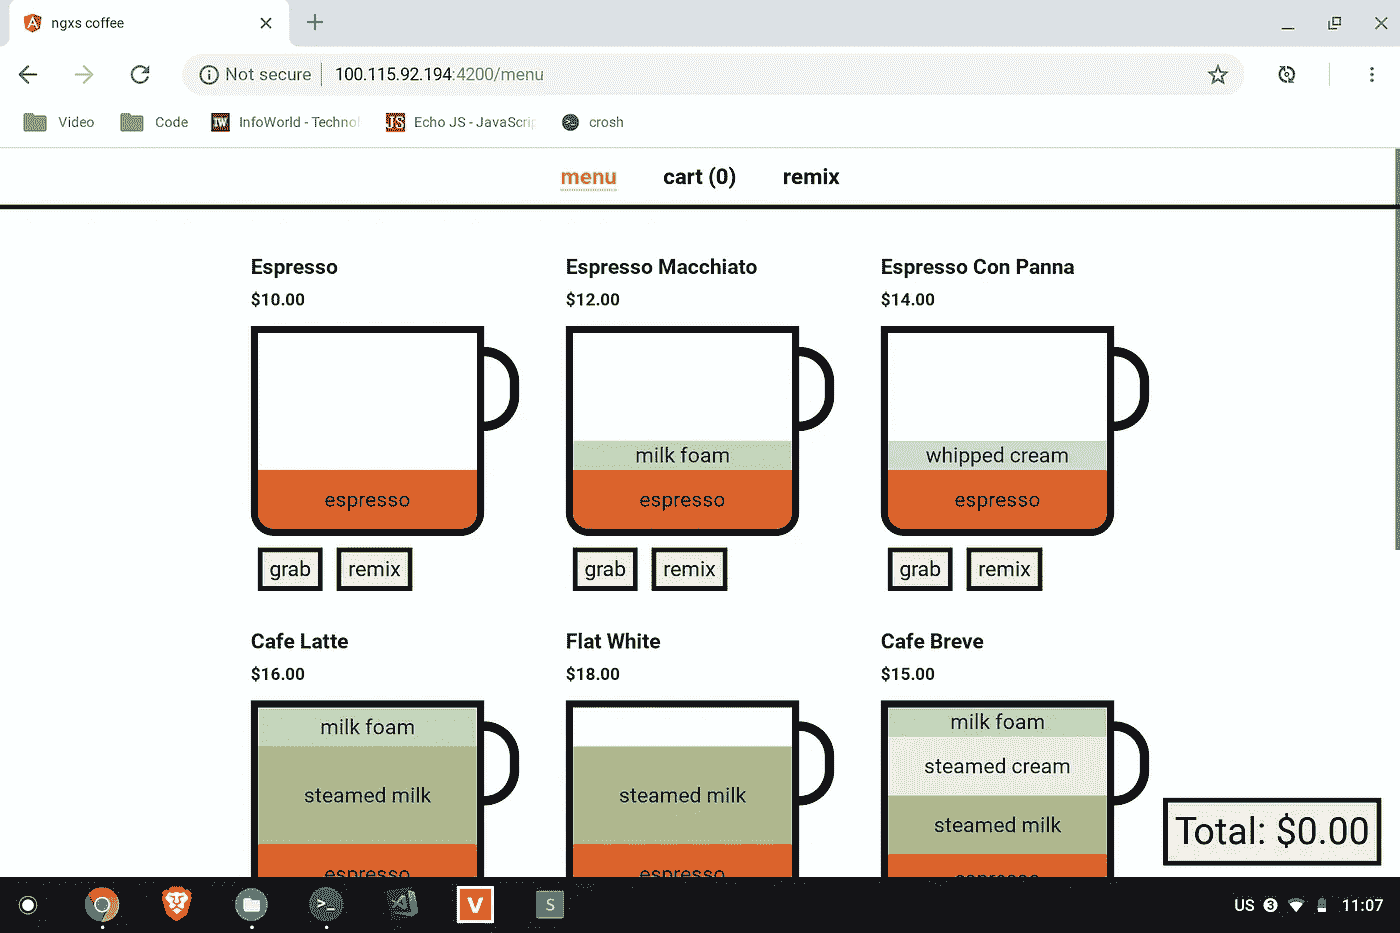 ngxs coffee
Not secure 100.115.92.194:4200/menu
Video Code IW InfoWorld - Technol JS Echo JS - JavaScrip crosh
menu cart (0) remix
Espresso Espresso Macchiato Espresso Con Panna
$10.00 $12.00 $14.00
milk foam whipped cream
espresso espresso espresso
grab remix grab remix grab remix
Cafe Latte Flat White Cafe Breve
$16.00 $18.00 $15.00
milk foam milk foam
steamed cream
steamed milk steamed milk
steamed milk
Total: $0.00
espresso espresso espresso
V S US 3 11:07